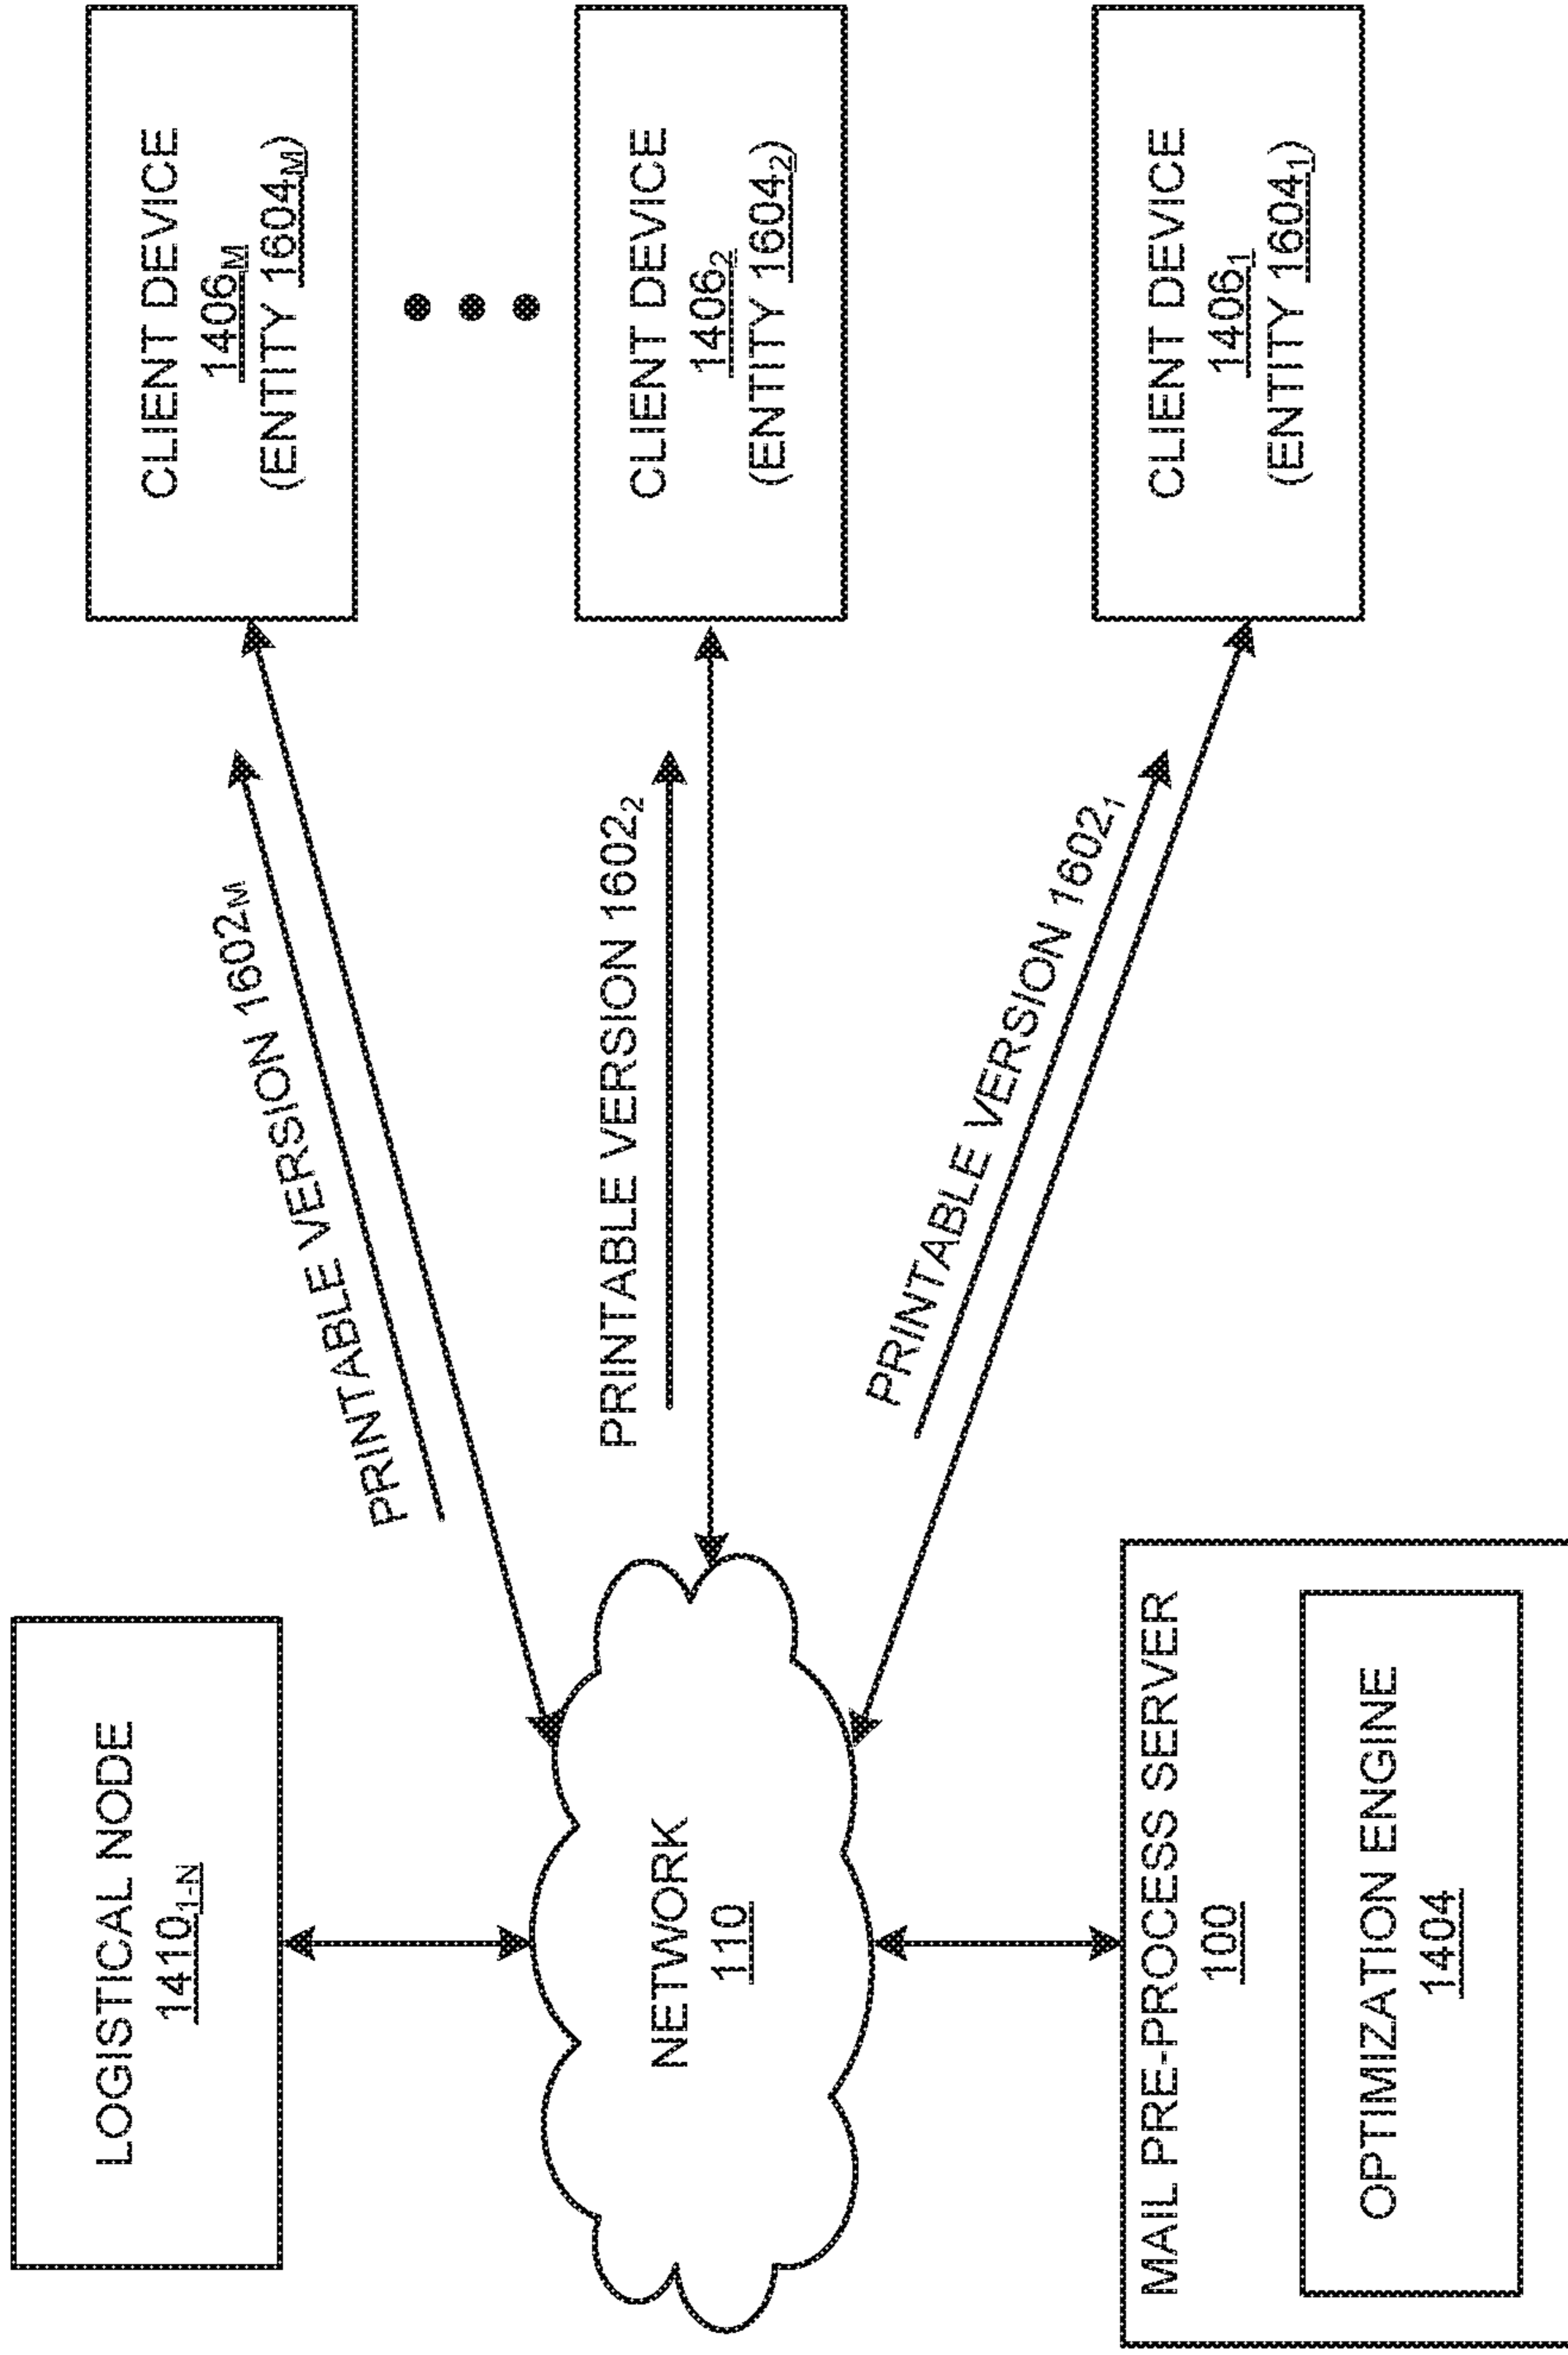 LOGISTICAL NODE
1410₁₋N
NETWORK
110
MAIL PRE-PROCESS SERVER
100
OPTIMIZATION ENGINE
1404
PRINTABLE VERSION 1602M
PRINTABLE VERSION 1602₂
PRINTABLE VERSION 1602₁
CLIENT DEVICE
1406M
(ENTITY 1604M)
CLIENT DEVICE
1406₂
(ENTITY 1604₂)
CLIENT DEVICE
1406₁
(ENTITY 1604₁)